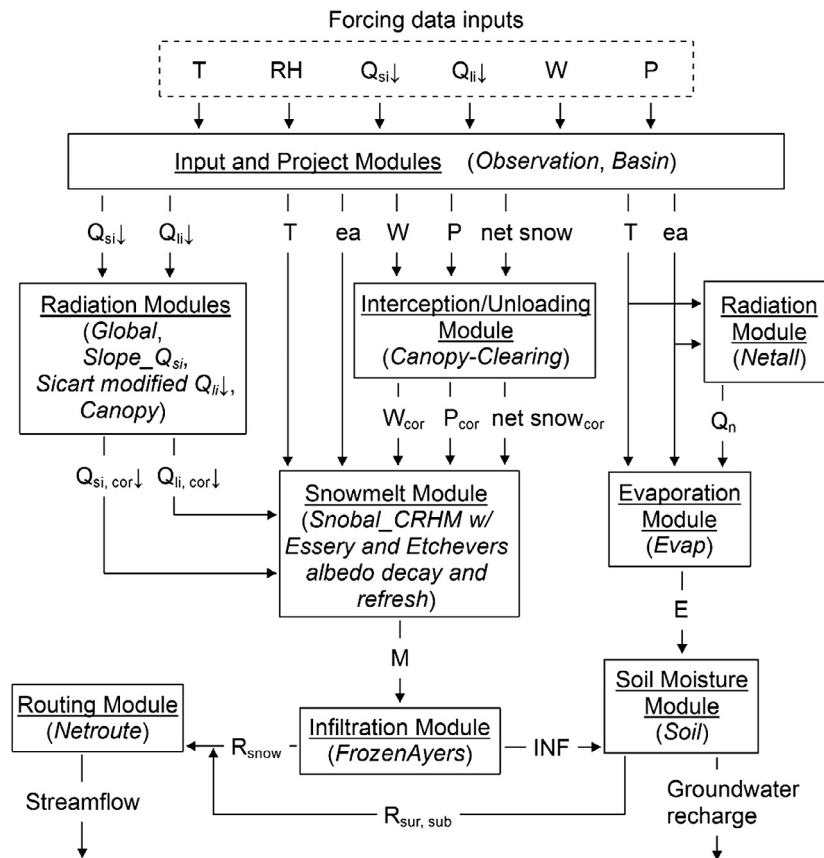 Forcing data inputs
T RH Qsi↓ Qli↓ W P
Input and Project Modules (Observation, Basin)
Qsi↓ Qli↓ T ea W P net snow T ea
Radiation Modules
(Global,
Slope_Qsi,
Sicart modified Qli↓,
Canopy)
Interception/Unloading
Module
(Canopy-Clearing)
Radiation
Module
(Netall)
Wcor Pcor net snowcor
Qn
Qsi, cor↓ Qli, cor↓
Snowmelt Module
(Snobal_CRHM w/
Essery and Etchevers
albedo decay and
refresh)
Evaporation
Module
(Evap)
M
E
Routing Module
(Netroute)
Infiltration Module
(FrozenAyers)
Soil Moisture
Module
(Soil)
Rsnow
INF
Streamflow
Rsur, sub
Groundwater
recharge